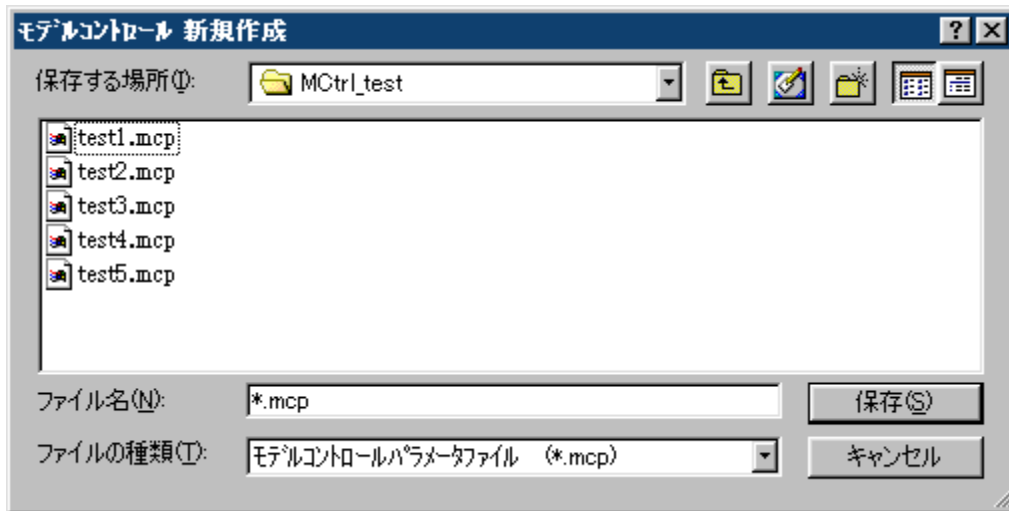 ﾓﾃﾞﾙｺﾝﾄﾛｰﾙ 新規作成
保存する場所(I):
MCtrl_test
test1.mcp
test2.mcp
test3.mcp
test4.mcp
test5.mcp
ファイル名(N):
*.mcp
保存(S)
ファイルの種類(T):
ﾓﾃﾞﾙｺﾝﾄﾛｰﾙﾊﾟﾗﾒｰﾀﾌｧｲﾙ (*.mcp)
キャンセル